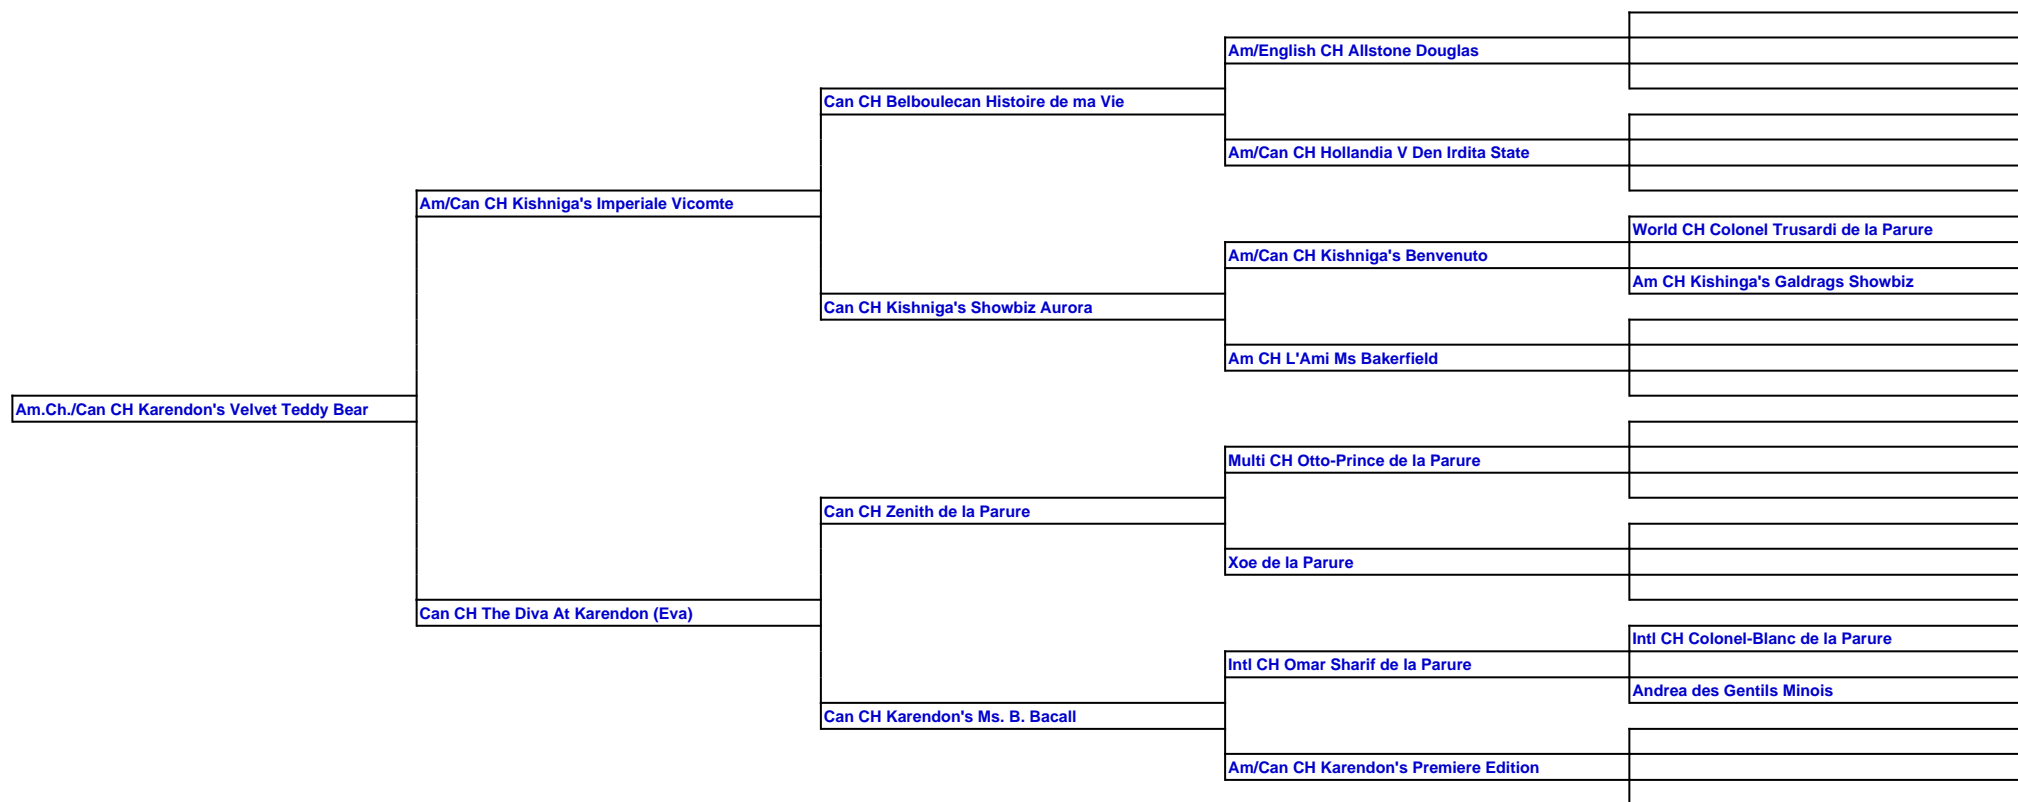 Am/English CH Allstone Douglas
Can CH Belboulecan Histoire de ma Vie
Am/Can CH Hollandia V Den Irdita State
Am/Can CH Kishniga's Imperiale Vicomte
World CH Colonel Trusardi de la Parure
Am/Can CH Kishniga's Benvenuto
Am CH Kishinga's Galdrags Showbiz
Can CH Kishniga's Showbiz Aurora
Am CH L'Ami Ms Bakerfield
Am.Ch./Can CH Karendon's Velvet Teddy Bear
Multi CH Otto-Prince de la Parure
Can CH Zenith de la Parure
Xoe de la Parure
Can CH The Diva At Karendon (Eva)
Intl CH Colonel-Blanc de la Parure
Intl CH Omar Sharif de la Parure
Andrea des Gentils Minois
Can CH Karendon's Ms. B. Bacall
Am/Can CH Karendon's Premiere Edition